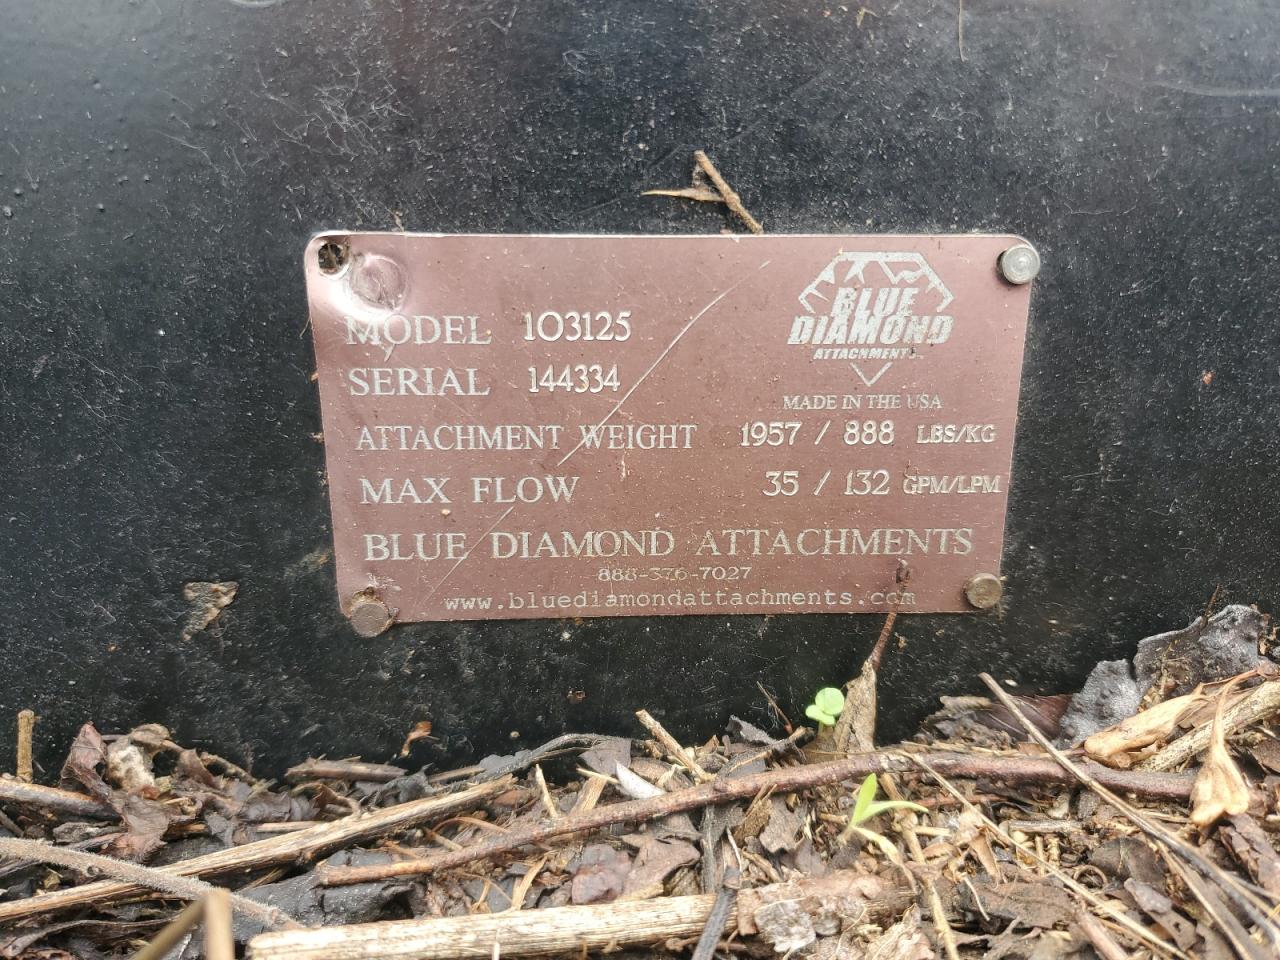 BLUE
DIAMOND
ATTACHMENTS
MADE IN THE USA
MODEL 103125
SERIAL 144334
ATTACHMENT WEIGHT 1957 / 888 LBS/KG
MAX FLOW 35 / 132 GPM/LPM
BLUE DIAMOND ATTACHMENTS
888-376-7027
www.bluediamondattachments.com